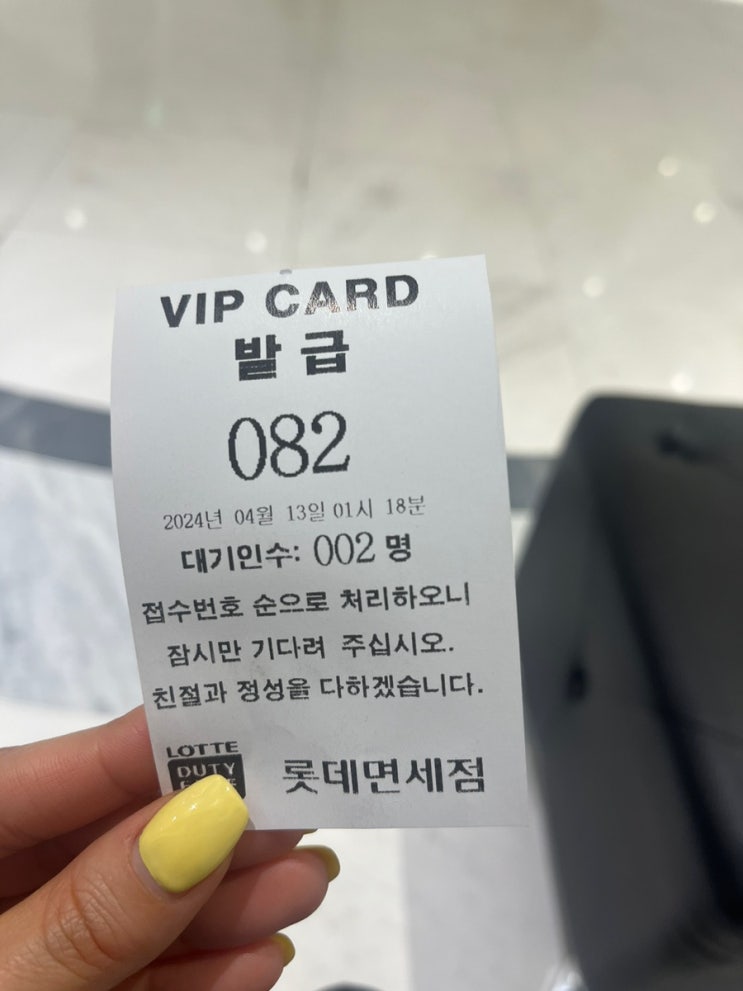 VIP CARD
발급
082
2024년 04월 13일 01시 18분
대기인수: 002 명
접수번호 순으로 처리하오니
잠시만 기다려 주십시오.
친절과 정성을 다하겠습니다.
LOTTE
DUTY
롯데면세점